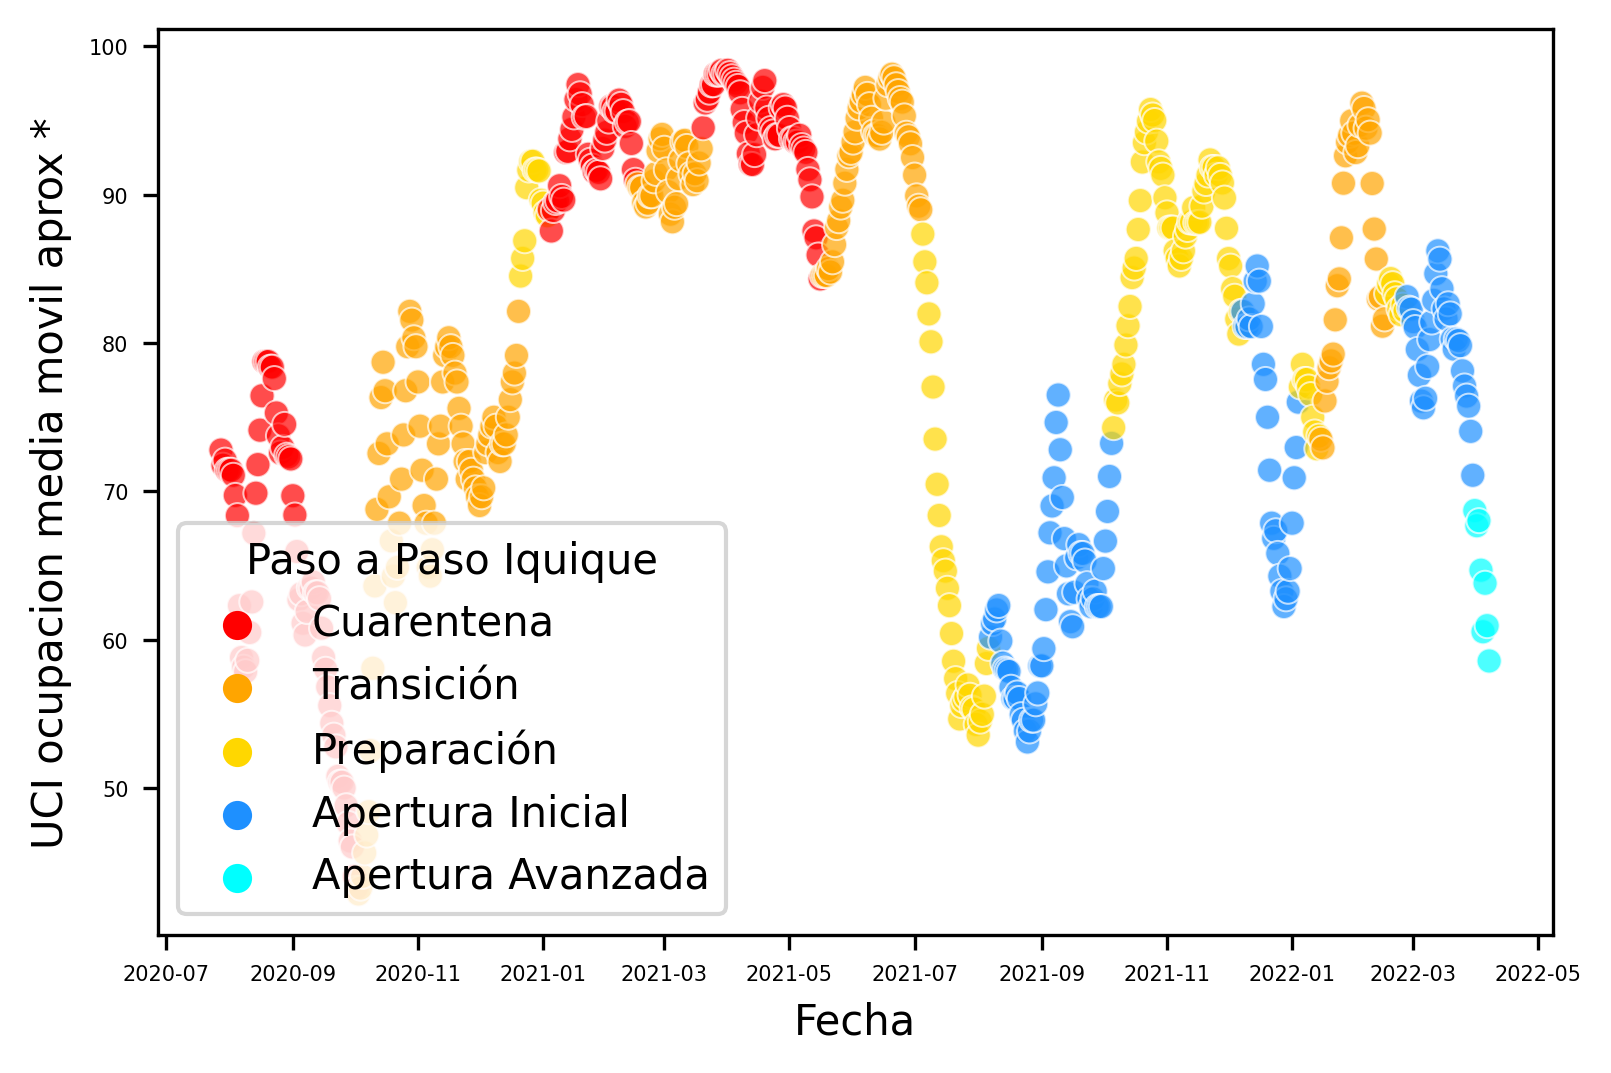 UCI ocupacion media movil aprox *
100
90
80
70
60
50
Paso a Paso Iquique
Cuarentena
Transición
Preparación
Apertura Inicial
Apertura Avanzada
2020-07 2020-09 2020-11 2021-01 2021-03 2021-05 2021-07 2021-09 2021-11 2022-01 2022-03 2022-05
Fecha